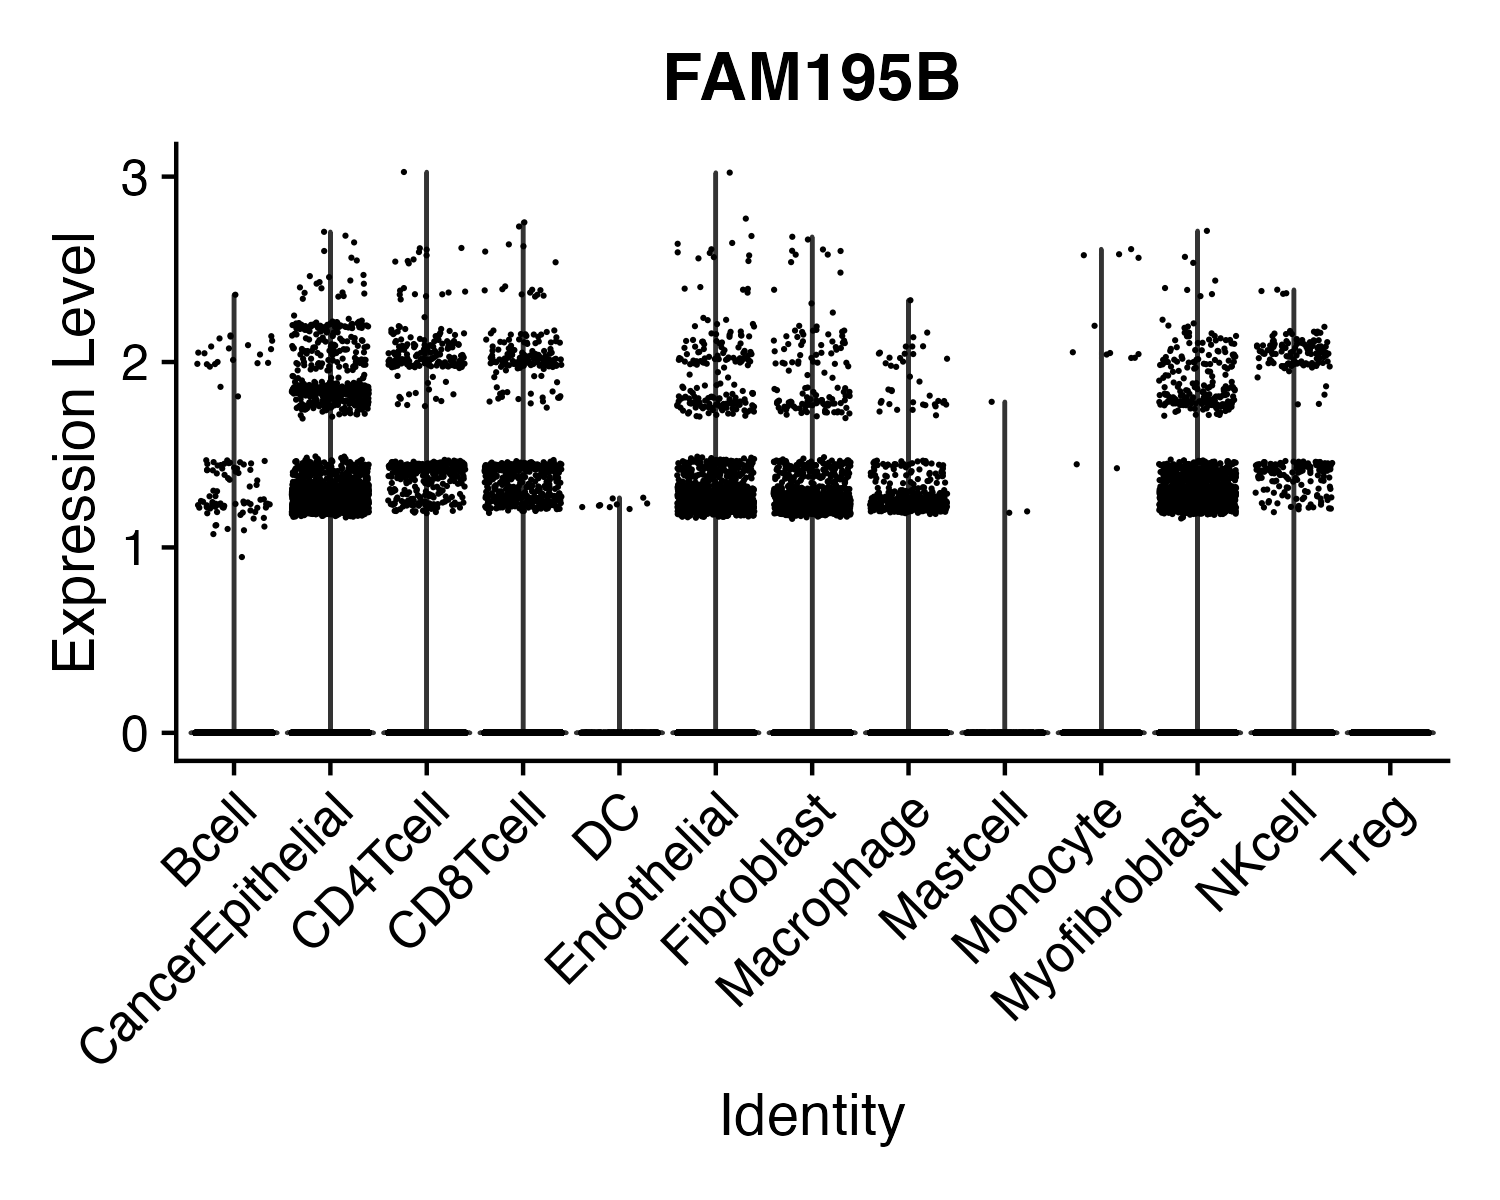 FAM195B
Expression Level
3
2
1
0
Bcell
CancerEpithelial
CD4Tcell
CD8Tcell
DC
Endothelial
Fibroblast
Macrophage
Mastcell
Monocyte
Myofibroblast
NKcell
Treg
Identity